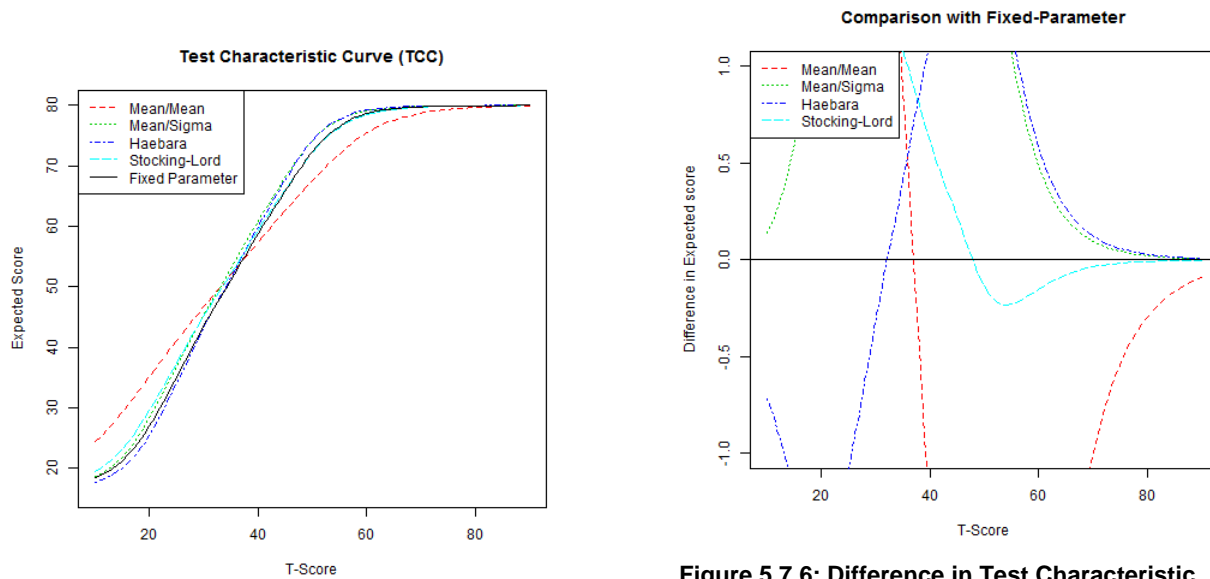 Test Characteristic Curve (TCC)
Mean/Mean
Mean/Sigma
Haebara
Stocking-Lord
Fixed Parameter
Expected Score
80
70
60
50
40
30
20
20
40
60
80
T-Score
Comparison with Fixed-Parameter
Mean/Mean
Mean/Sigma
Haebara
Stocking-Lord
Difference in Expected score
1.0
0.5
0.0
-0.5
-1.0
20
40
60
80
T-Score
Figure 5.7.6: Difference in Test Characteristic